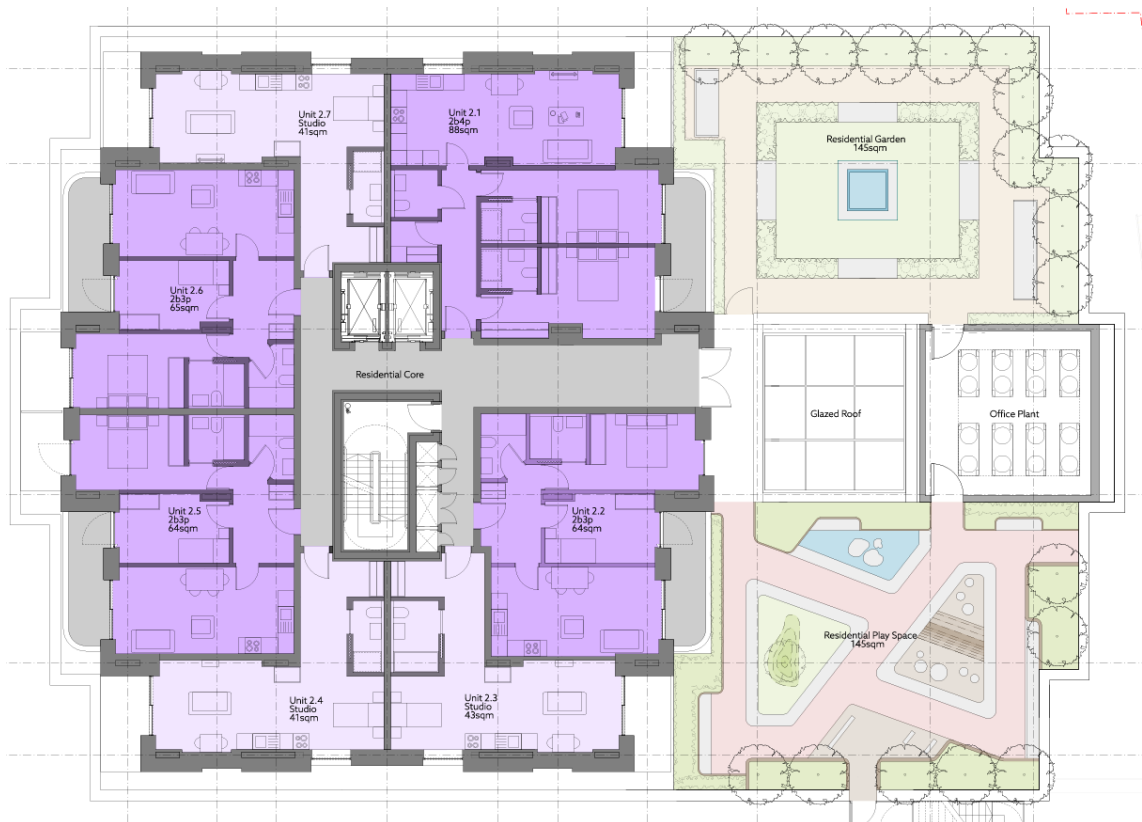 Unit 2.7
Studio
41sqm
Unit 2.1
2b4p
88sqm
Residential Garden
145sqm
Unit 2.6
2b3p
65sqm
Residential Core
Glazed Roof
Office Plant
Unit 2.5
2b3p
64sqm
Unit 2.2
2b3p
64sqm
Residential Play Space
145sqm
Unit 2.4
Studio
41sqm
Unit 2.3
Studio
43sqm